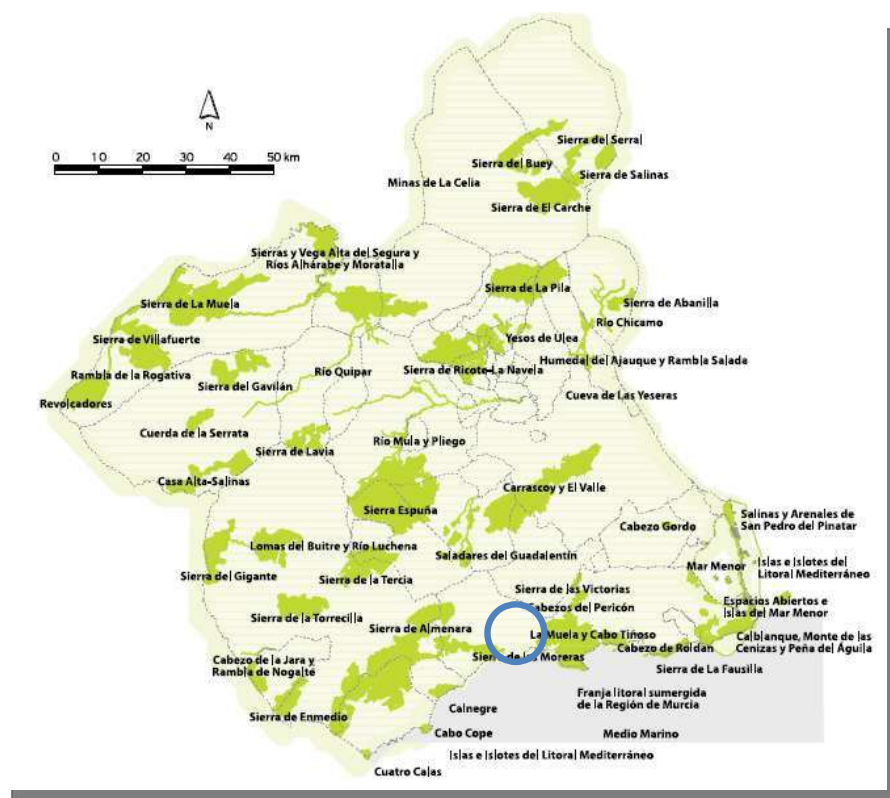 N
0 10 20 30 40 50 km
Sierra del Serral
Sierra del Buey
Sierra de Salinas
Minas de La Celia
Sierra de El Carche
Sierras y Vega Alta del Segura y
Ríos Alhárabe y Moratalla
Sierra de La Pila
Sierra de La Muela
Sierra de Abanilla
Río Chicamo
Sierra de Villafuerte
Yesos de Ulea
Humedal del Ajauque y Rambla Salada
Rambla de la Rogativa
Sierra del Gavilán
Río Quipar
Sierra de Ricote-La Navela
Revolcadores
Cueva de Las Yeseras
Cuerda de la Serrata
Sierra de Lavia
Río Mula y Pliego
Casa Alta-Salinas
Carrascoy y El Valle
Sierra Espuña
Cabezo Gordo
Salinas y Arenales de
San Pedro del Pinatar
Lomas del Buitre y Río Luchena
Saladares del Guadalentín
Sierra del Gigante
Sierra de la Tercia
Mar Menor
Islas e Islotes del
Litoral Mediterráneo
Sierra de las Victorias
Cabezos del Pericón
Espacios Abiertos e
Islas del Mar Menor
Sierra de la Torrecilla
Sierra de Almenara
La Muela y Cabo Tiñoso
Cabezo de Roldan
Calblanque, Monte de las
Cenizas y Peña del Águila
Sierra de las Moreras
Cabezo de la Jara y
Rambla de Nogalte
Sierra de La Fausilla
Franja litoral sumergida
de la Región de Murcia
Calnegre
Sierra de Enmedio
Cabo Cope
Medio Marino
Islas e Islotes del Litoral Mediterráneo
Cuatro Calas